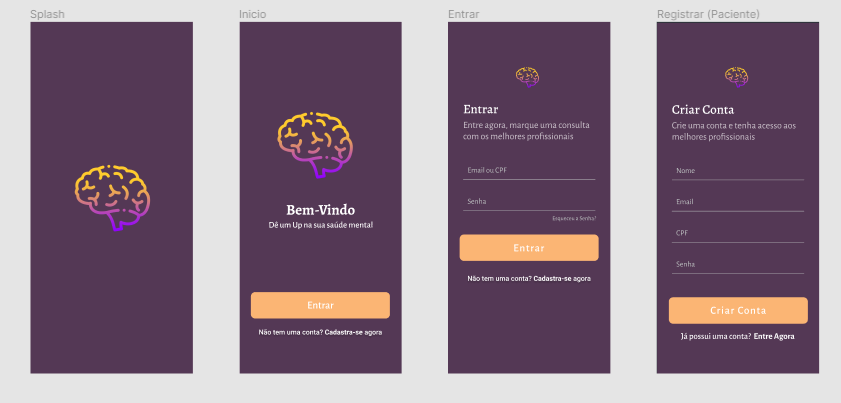 Splash
Inicio
Bem-Vindo
Dê um Up na sua saúde mental
Entrar
Não tem uma conta? Cadastra-se agora
Entrar
Entrar
Entre agora, marque uma consulta
com os melhores profissionais
Email ou CPF
Senha
Esqueceu a Senha?
Entrar
Não tem uma conta? Cadastra-se agora
Registrar (Paciente)
Criar Conta
Crie uma conta e tenha acesso aos
melhores profissionais
Nome
Email
CPF
Senha
Criar Conta
Já possui uma conta? Entre Agora